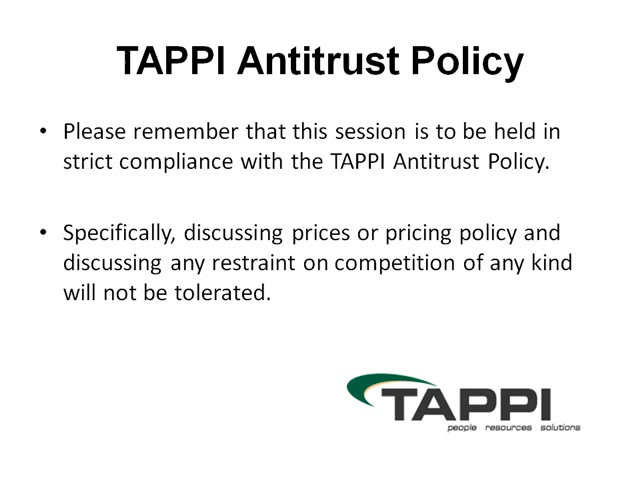 TAPPI Antitrust Policy
• Please remember that this session is to be held in
strict compliance with the TAPPI Antitrust Policy.
• Specifically, discussing prices or pricing policy and
discussing any restraint on competition of any kind
will not be tolerated.
TAPPI
people resources solutions